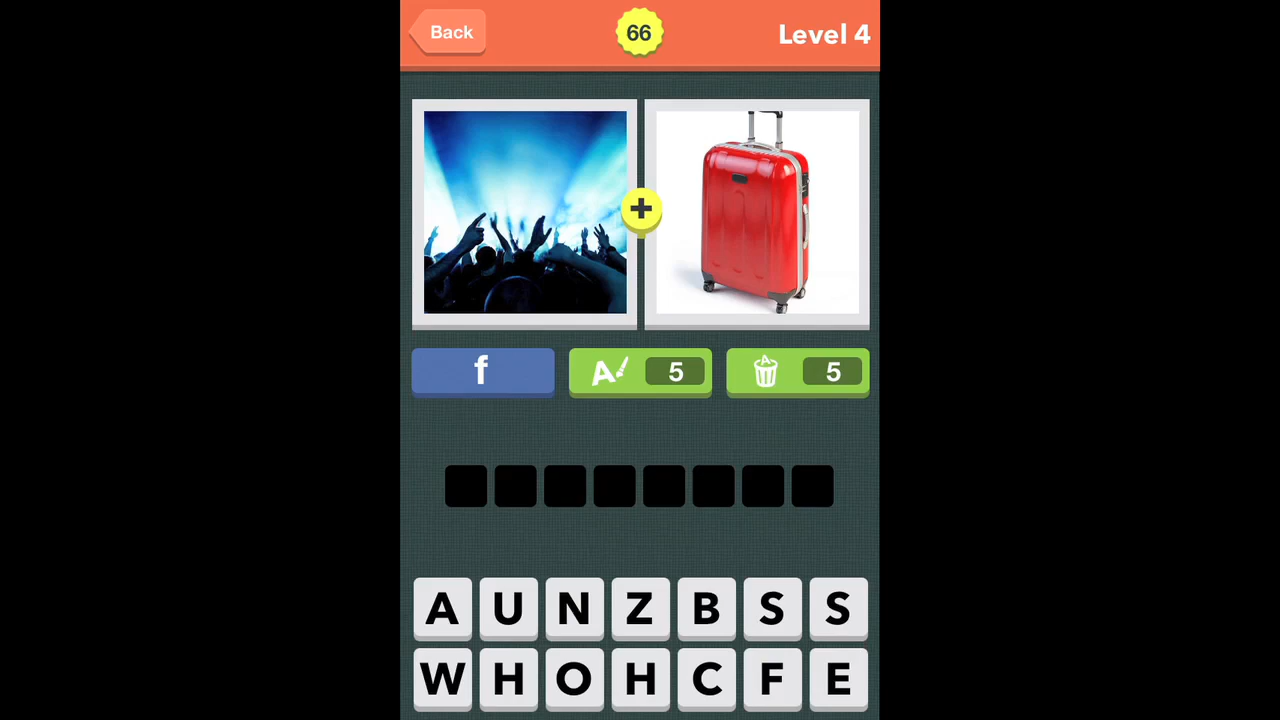 Back 66 Level 4
+
f A 5 A 5
A U N Z B S S
W H O H C F E